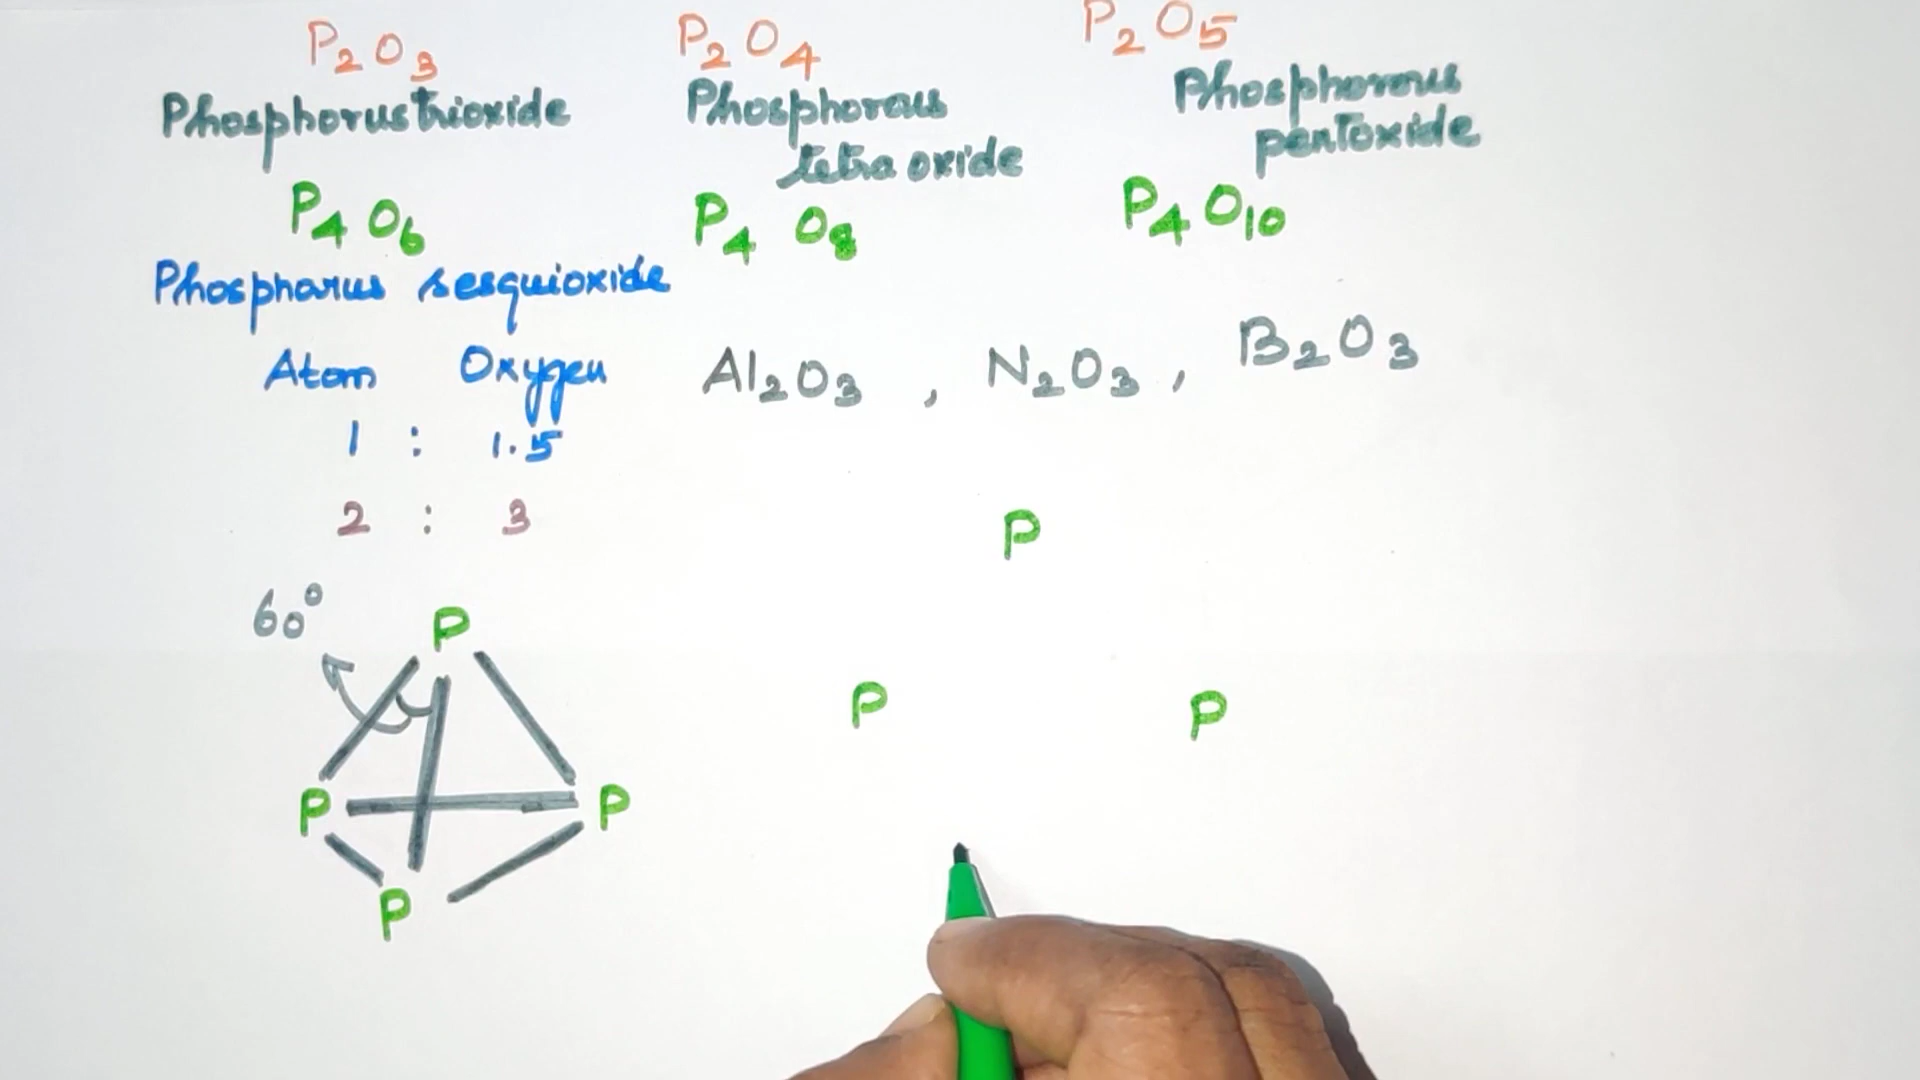 P₂O₃ P₂O₄ P₂O₅
Phosphorus trioxide Phosphorous tetra oxide Phosphorous pentoxide
P₄O₆ P₄O₈ P₄O₁₀
Phospharus sesquioxide
Atom Oxygen Al₂O₃ , N₂O₃ , B₂O₃
1 : 1.5
2 : 3
P
60° P
P P
P P
P